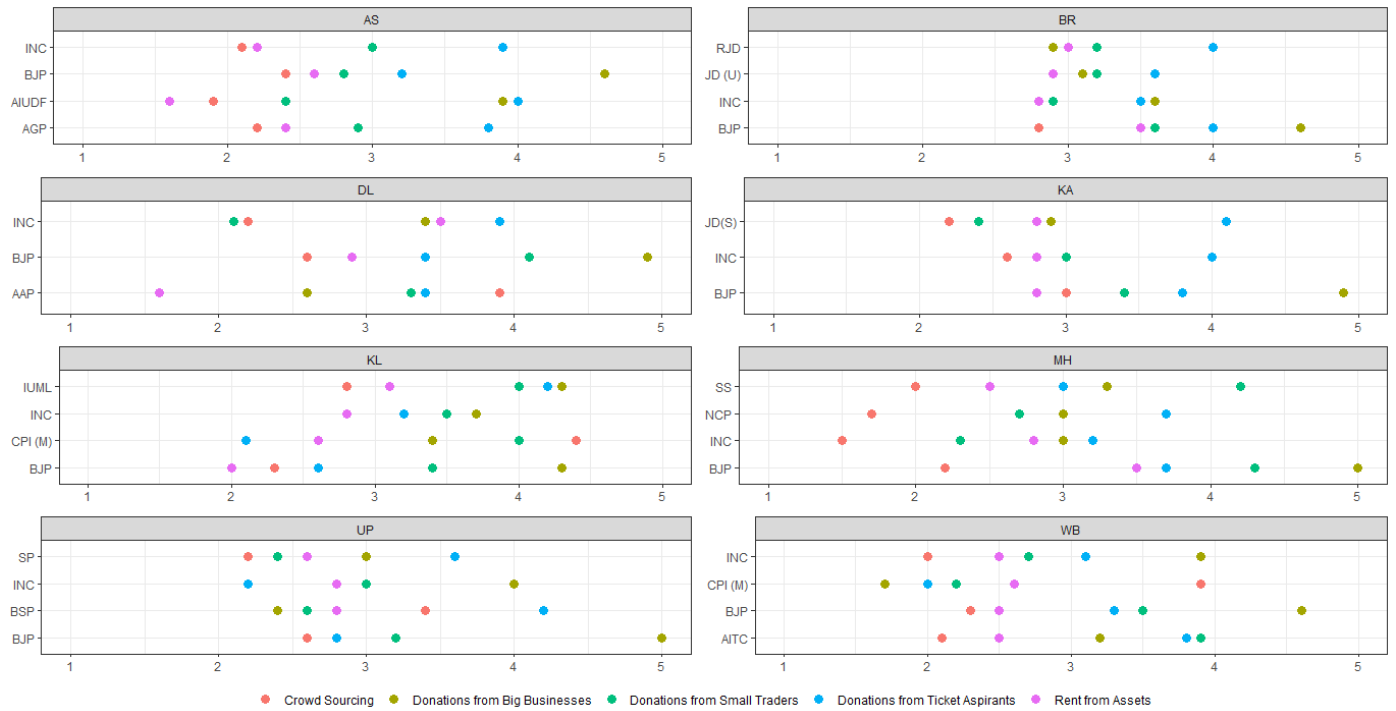 AS
INC
BJP
AIUDF
AGP
1 2 3 4 5
BR
RJD
JD (U)
INC
BJP
1 2 3 4 5
DL
INC
BJP
AAP
1 2 3 4 5
KA
JD(S)
INC
BJP
1 2 3 4 5
KL
IUML
INC
CPI (M)
BJP
1 2 3 4 5
MH
SS
NCP
INC
BJP
1 2 3 4 5
UP
SP
INC
BSP
BJP
1 2 3 4 5
WB
INC
CPI (M)
BJP
AITC
1 2 3 4 5
Crowd Sourcing Donations from Big Businesses Donations from Small Traders Donations from Ticket Aspirants Rent from Assets